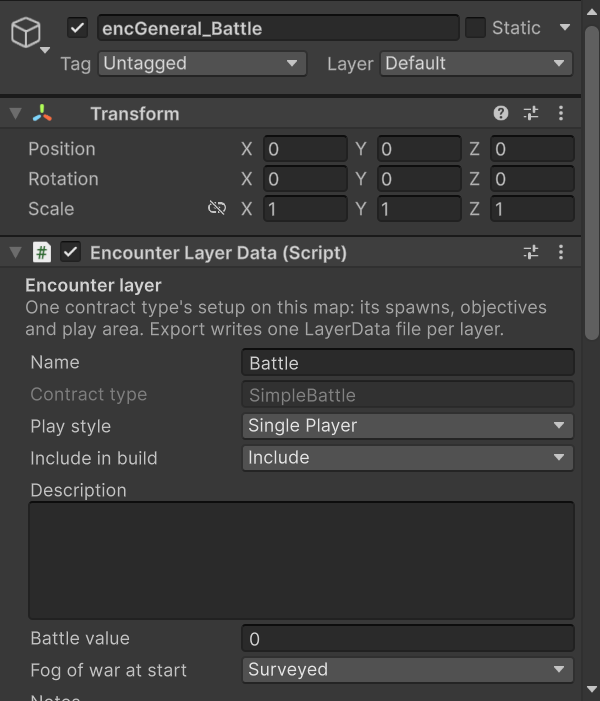 encGeneral_Battle Static
Tag Untagged Layer Default
Transform
Position X 0 Y 0 Z 0
Rotation X 0 Y 0 Z 0
Scale X 1 Y 1 Z 1
# Encounter Layer Data (Script)
Encounter layer
One contract type's setup on this map: its spawns, objectives
and play area. Export writes one LayerData file per layer.
Name Battle
Contract type SimpleBattle
Play style Single Player
Include in build Include
Description
Battle value 0
Fog of war at start Surveyed
Notes